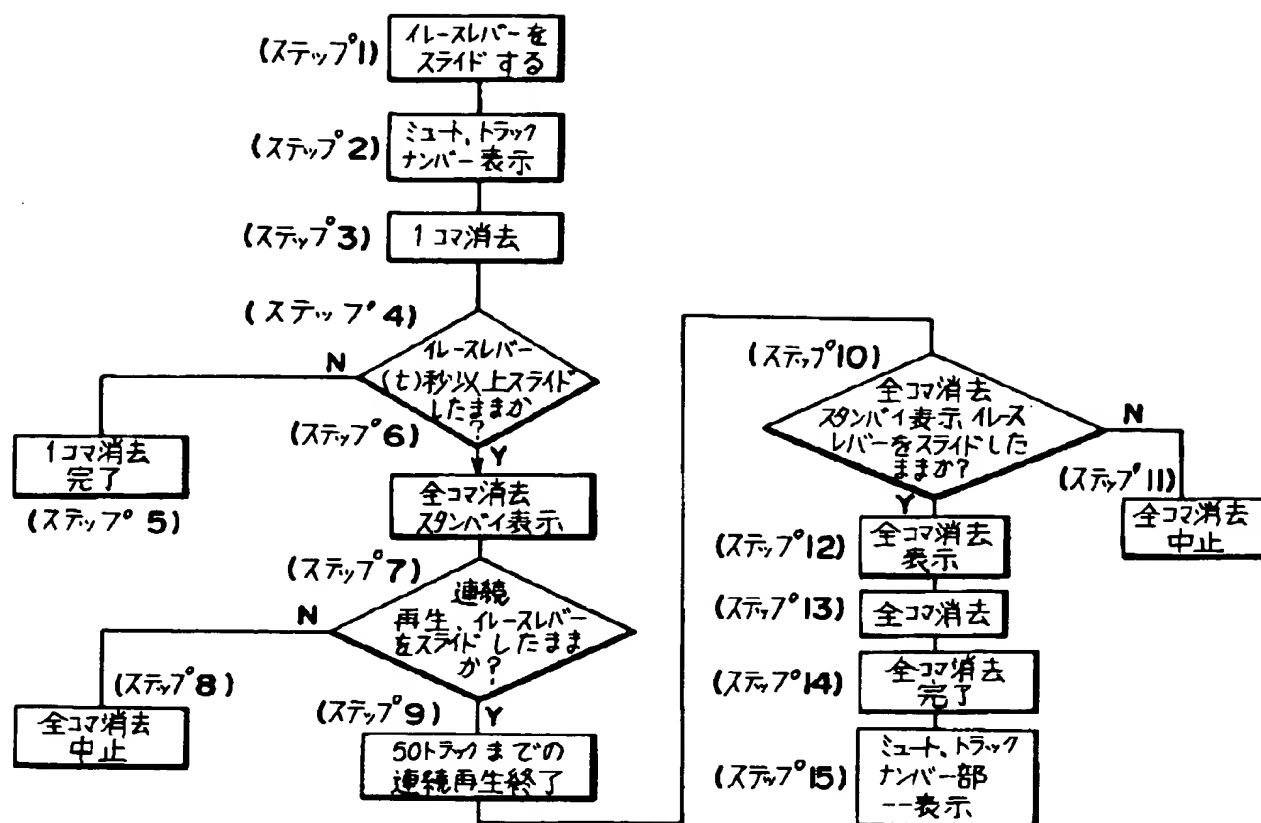 (ステップ1)
イレースレバーを
スライドする
(ステップ2)
ミュート、トラック
ナンバー表示
(ステップ3)
1コマ消去
(ステップ4)
イレースレバー
(t)秒以上スライド
したままか
?
N
Y
1コマ消去
完了
(ステップ5)
(ステップ6)
全コマ消去
スタンバイ表示
(ステップ7)
連続
再生、イレースレバー
をスライドしたまま
か?
N
Y
(ステップ8)
全コマ消去
中止
(ステップ9)
50トラックまでの
連続再生終了
(ステップ10)
全コマ消去
スタンバイ表示、イレース
レバーをスライドした
ままか?
N
Y
(ステップ11)
全コマ消去
中止
(ステップ12)
全コマ消去
表示
(ステップ13)
全コマ消去
(ステップ14)
全コマ消去
完了
(ステップ15)
ミュート、トラック
ナンバー部
--表示